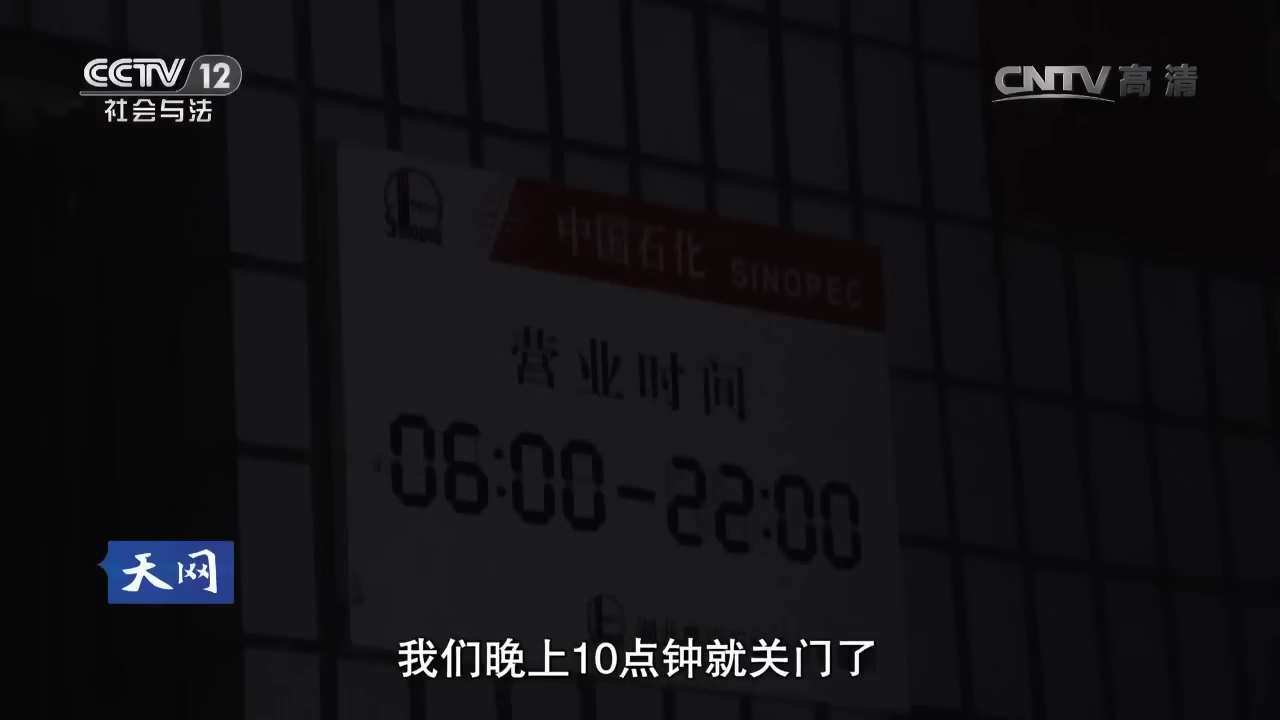 CCTV 12
社会与法
CNTV 高清
SINOPEC
中国石化 SINOPEC
营业时间
06:00-22:00
天网
我们晚上10点钟就关门了